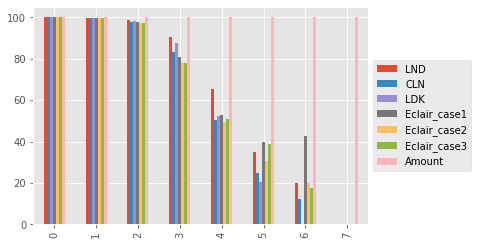 100
80
60
40
20
0
0 1 2 3 4 5 6 7
LND
CLN
LDK
Eclair_case1
Eclair_case2
Eclair_case3
Amount